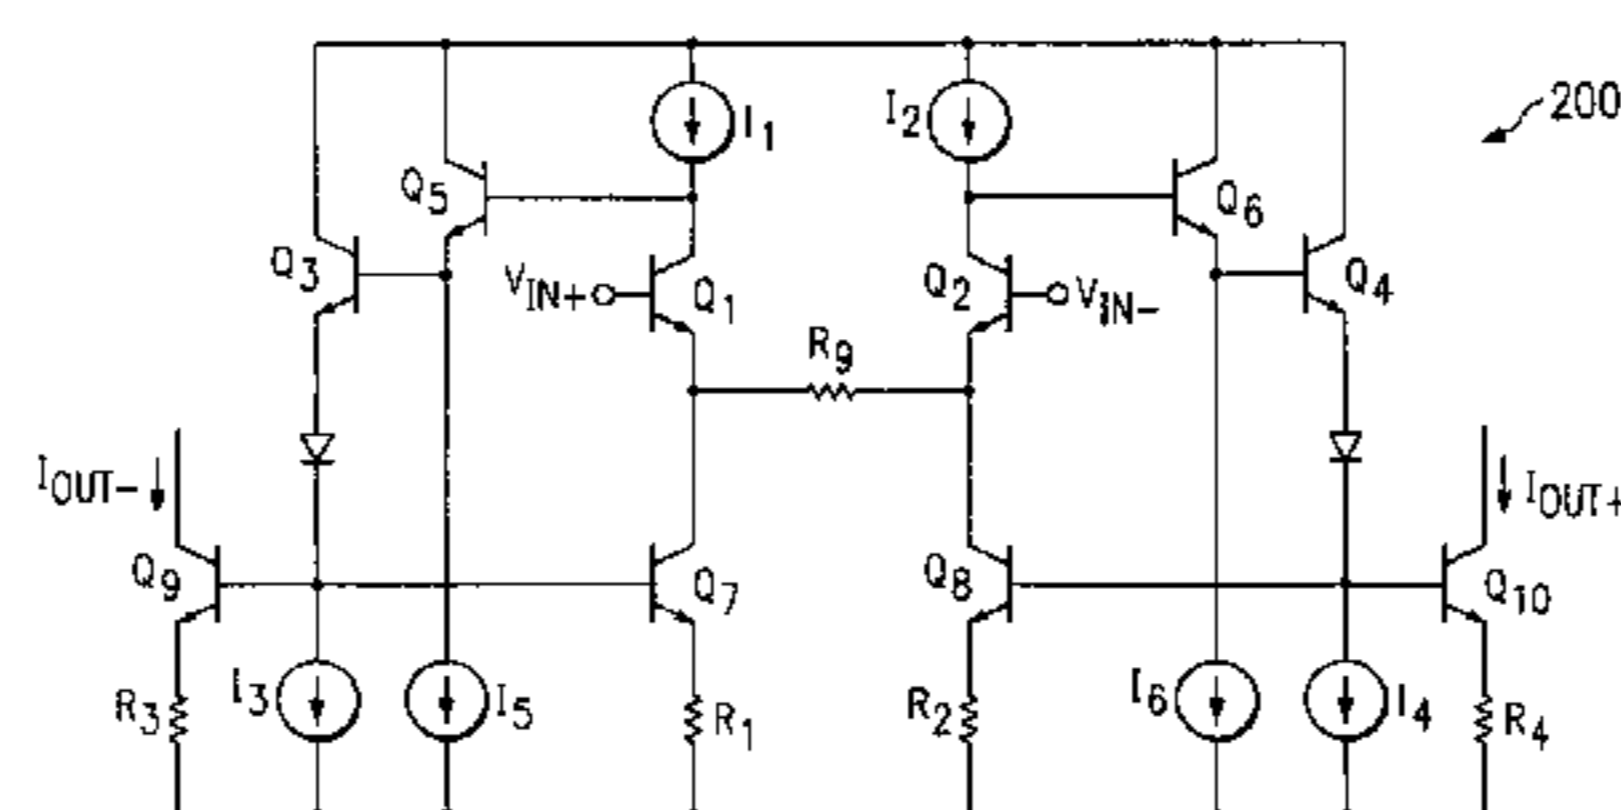 200
I1
I2
Q5
Q6
Q3
VIN+
Q1
Q2
VIN-
Q4
R9
IOUT-
IOUT+
Q9
Q7
Q8
Q10
R3
I3
I5
R1
R2
I6
I4
R4